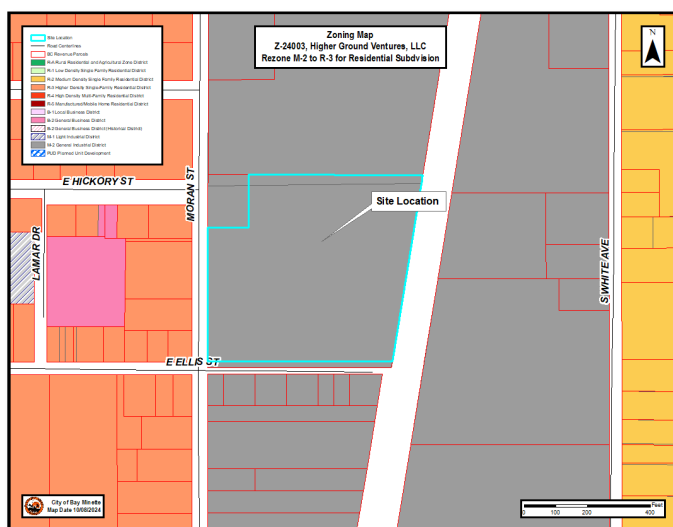 Zoning Map
Z-24003, Higher Ground Ventures, LLC
Rezone M-2 to R-3 for Residential Subdivision
N
Site Location
Road Centerlines
BC Revenue Parcels
R-A Rural Residential and Agricultural Zone District
R-1 Low Density Single Family Residential District
R-2 Medium Density Single Family Residential District
R-3 Higher Density Single-Family Residential District
R-4 High Density Multi-Family Residential District
R-5 Manufactured/Mobile Home Residential District
B-1 Local Business District
B-2 General Business District
B-3 General Business District (Historical District)
M-1 Light Industrial District
M-2 General Industrial District
PUD Planned Unit Development
E HICKORY ST
MORAN ST
LAMAR DR
Site Location
S WHITE AVE
E ELLIS ST
City of Bay Minette
Map Date 10/08/2024
Feet
0 100 200 400